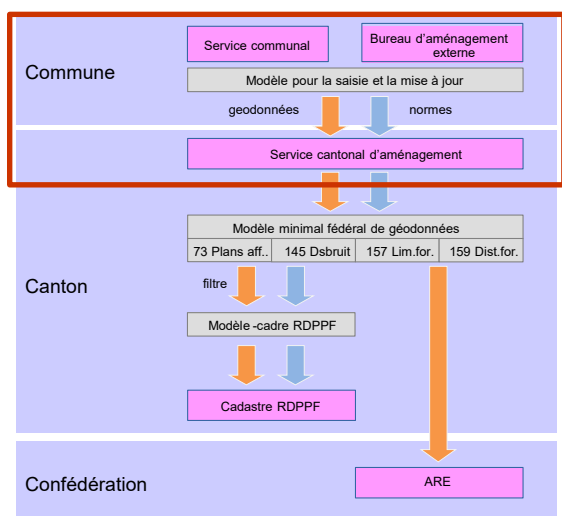 Commune
Service communal
Bureau d'aménagement
externe
Modèle pour la saisie et la mise à jour
geodonnées
normes
Service cantonal d'aménagement
Canton
Modèle minimal fédéral de géodonnées
73 Plans aff..
145 Dsbruit
157 Lim.for.
159 Dist.for.
filtre
Modèle -cadre RDPPF
Cadastre RDPPF
Confédération
ARE